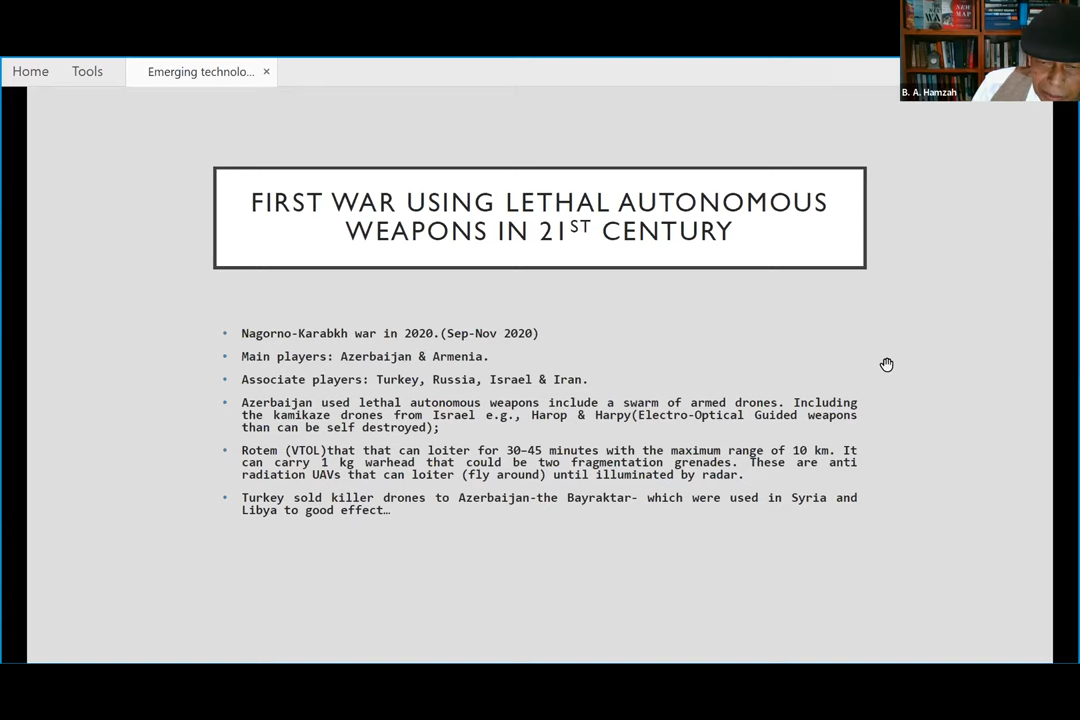 Home Tools Emerging technolo... ×
B. A. Hamzah
FIRST WAR USING LETHAL AUTONOMOUS
WEAPONS IN 21ST CENTURY
• Nagorno-Karabkh war in 2020.(Sep-Nov 2020)
• Main players: Azerbaijan & Armenia.
• Associate players: Turkey, Russia, Israel & Iran.
• Azerbaijan used lethal autonomous weapons include a swarm of armed drones. Including
the kamikaze drones from Israel e.g., Harop & Harpy(Electro-Optical Guided weapons
than can be self destroyed);
• Rotem (VTOL)that that can loiter for 30–45 minutes with the maximum range of 10 km. It
can carry 1 kg warhead that could be two fragmentation grenades. These are anti
radiation UAVs that can loiter (fly around) until illuminated by radar.
• Turkey sold killer drones to Azerbaijan-the Bayraktar- which were used in Syria and
Libya to good effect…